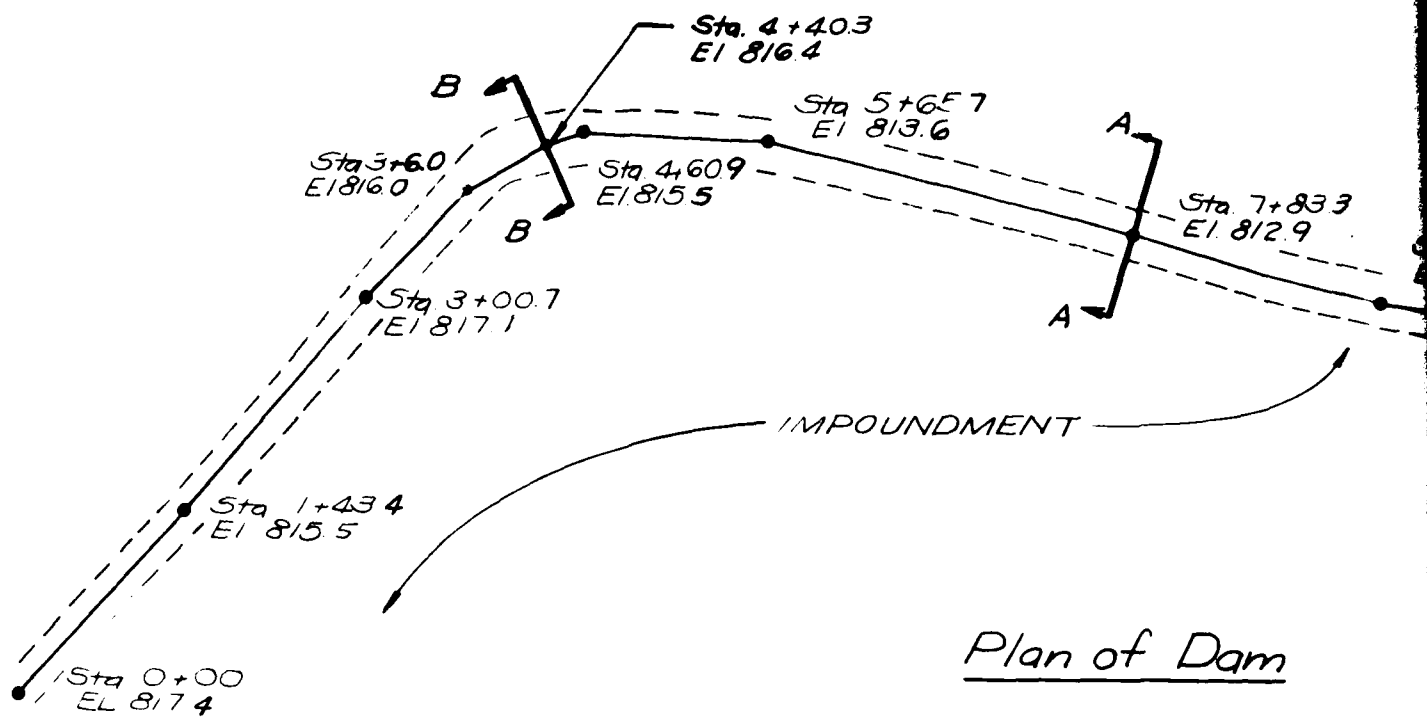 Sta. 4+40.3
El 816.4
B
Sta 5+6
El 813.6
A
Sta 3+6.0
El 816.0
Sta. 4+60.9
El. 815.5
Sta. 7+83.3
El. 812.9
B
Sta. 3+00.7
El 817.1
A
IMPOUNDMENT
Sta 1+43.4
El 815.5
Plan of Dam
Sta 0+00
EL 817.4